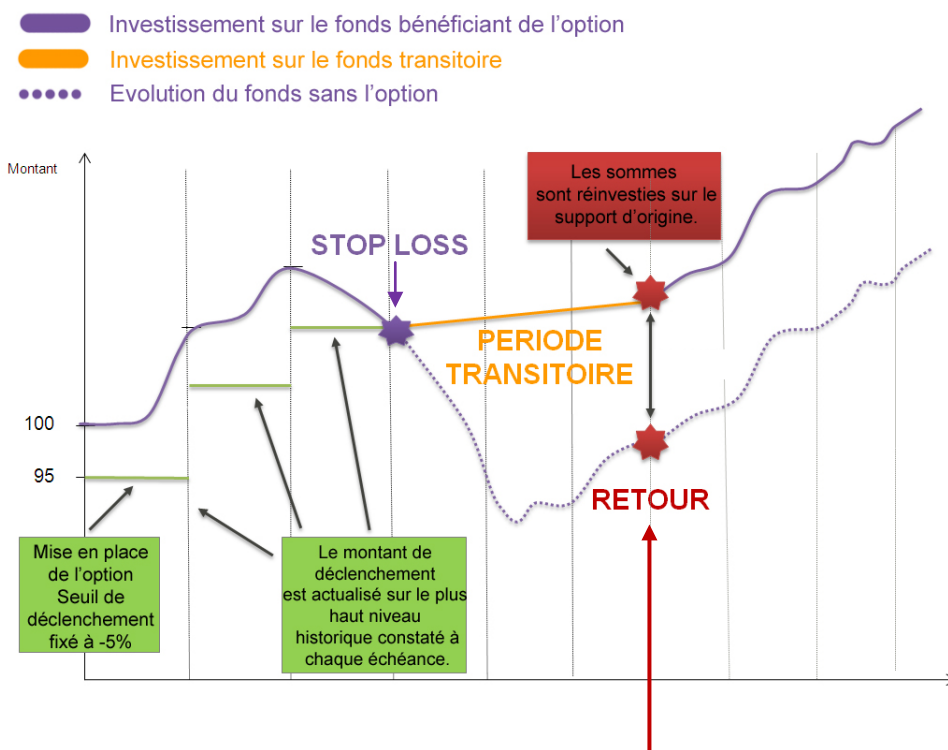 Investissement sur le fonds bénéficiant de l'option
Investissement sur le fonds transitoire
Evolution du fonds sans l'option
Montant
Les sommes
sont réinvesties sur le
support d'origine.
STOP LOSS
PERIODE
TRANSITOIRE
100
95
RETOUR
Mise en place
de l'option
Seuil de
déclenchement
fixé à -5%
Le montant de
déclenchement
est actualisé sur le plus
haut niveau
historique constaté à
chaque échéance.